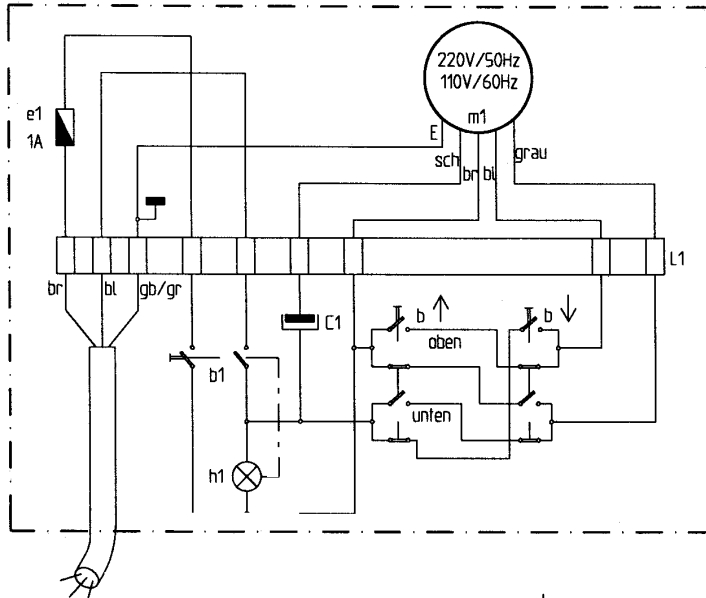 220V/50Hz
110V/60Hz
m1
e1
1A
E
sch
br
bl
grau
L1
br
bl
gb/gr
C1
b
b
oben
b1
unten
h1